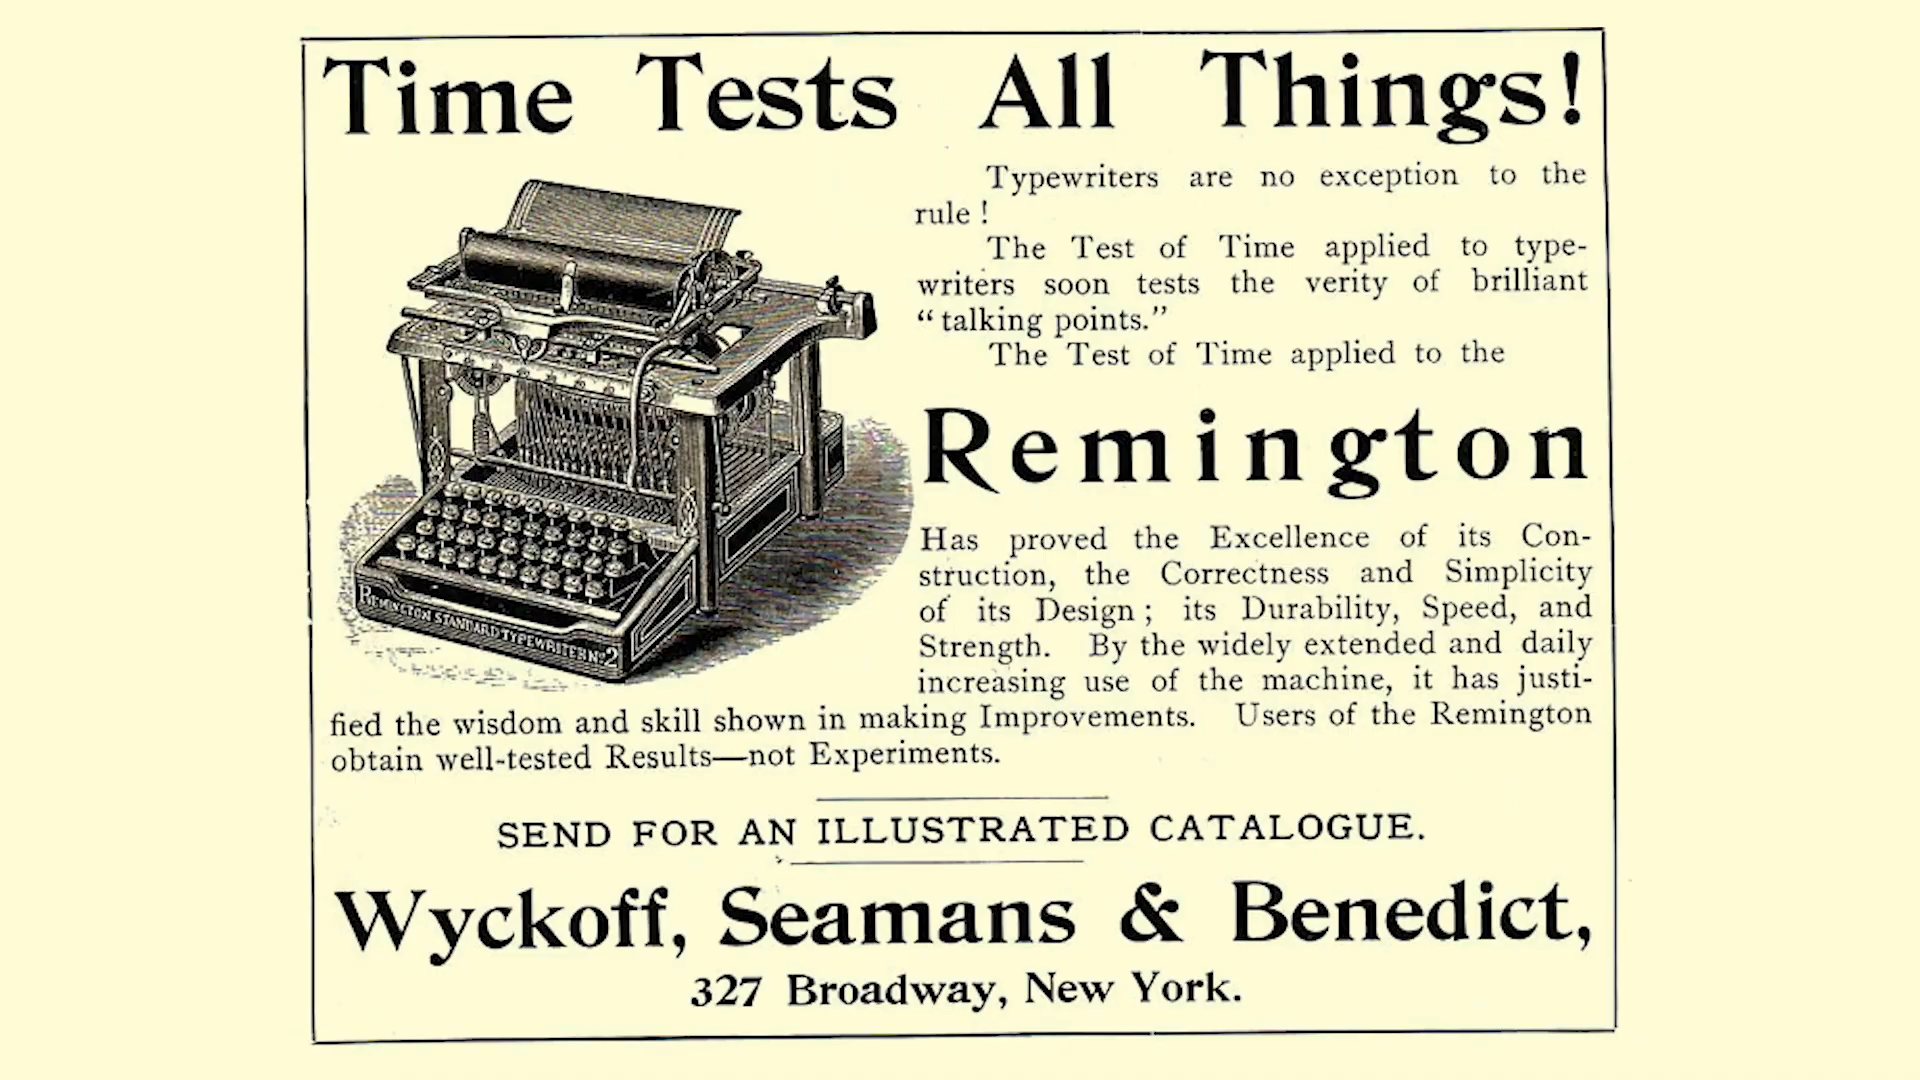 Time Tests All Things!
Typewriters are no exception to the
rule!
The Test of Time applied to type-
writers soon tests the verity of brilliant
“talking points.”
The Test of Time applied to the
Remington
Has proved the Excellence of its Con-
struction, the Correctness and Simplicity
of its Design; its Durability, Speed, and
Strength. By the widely extended and daily
increasing use of the machine, it has justi-
fied the wisdom and skill shown in making Improvements. Users of the Remington
obtain well-tested Results—not Experiments.
REMINGTON STANDARD TYPEWRITER No 2
SEND FOR AN ILLUSTRATED CATALOGUE.
Wyckoff, Seamans & Benedict,
327 Broadway, New York.